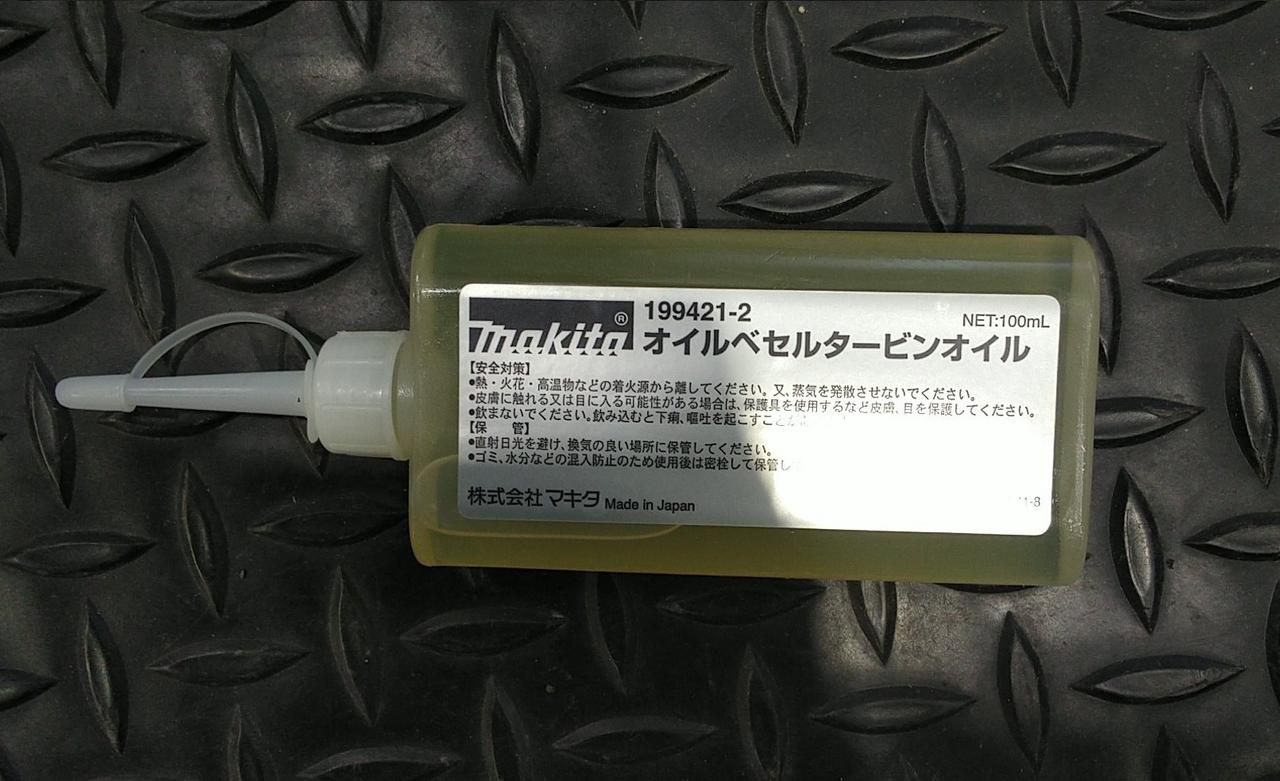 makita®
199421-2
NET:100mL
オイルベセルタービンオイル
【安全対策】
●熱・火花・高温物などの着火源から離してください。又、蒸気を発散させないでください。
●皮膚に触れる又は目に入る可能性がある場合は、保護具を使用するなど皮膚、目を保護してください。
●飲まないでください。飲み込むと下痢、嘔吐を起こすこと
【保　管】
●直射日光を避け、換気の良い場所に保管してください。
●ゴミ、水分などの混入防止のため使用後は密栓して保管し
株式会社マキタ Made in Japan